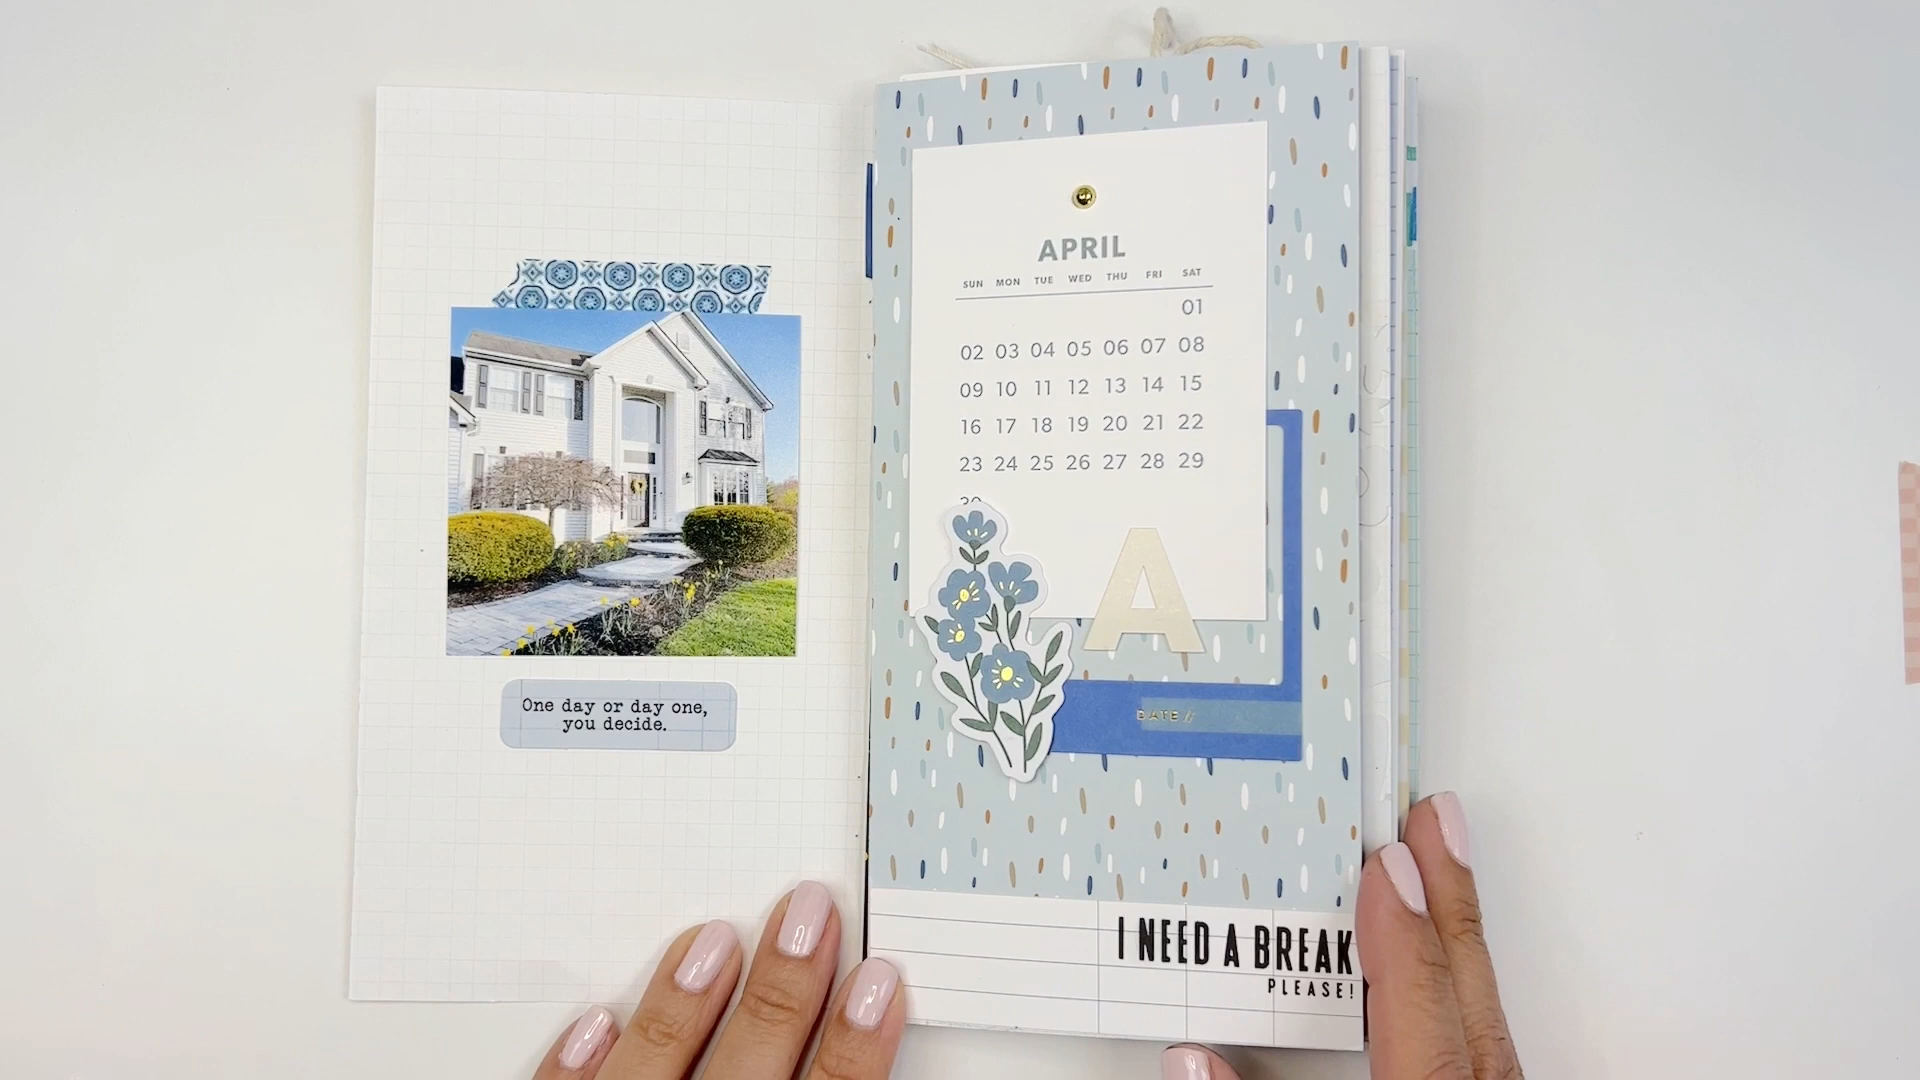 One day or day one,
you decide.
APRIL
SUN MON TUE WED THU FRI SAT
01
02 03 04 05 06 07 08
09 10 11 12 13 14 15
16 17 18 19 20 21 22
23 24 25 26 27 28 29
30
A
DATE //
I NEED A BREAK
PLEASE!